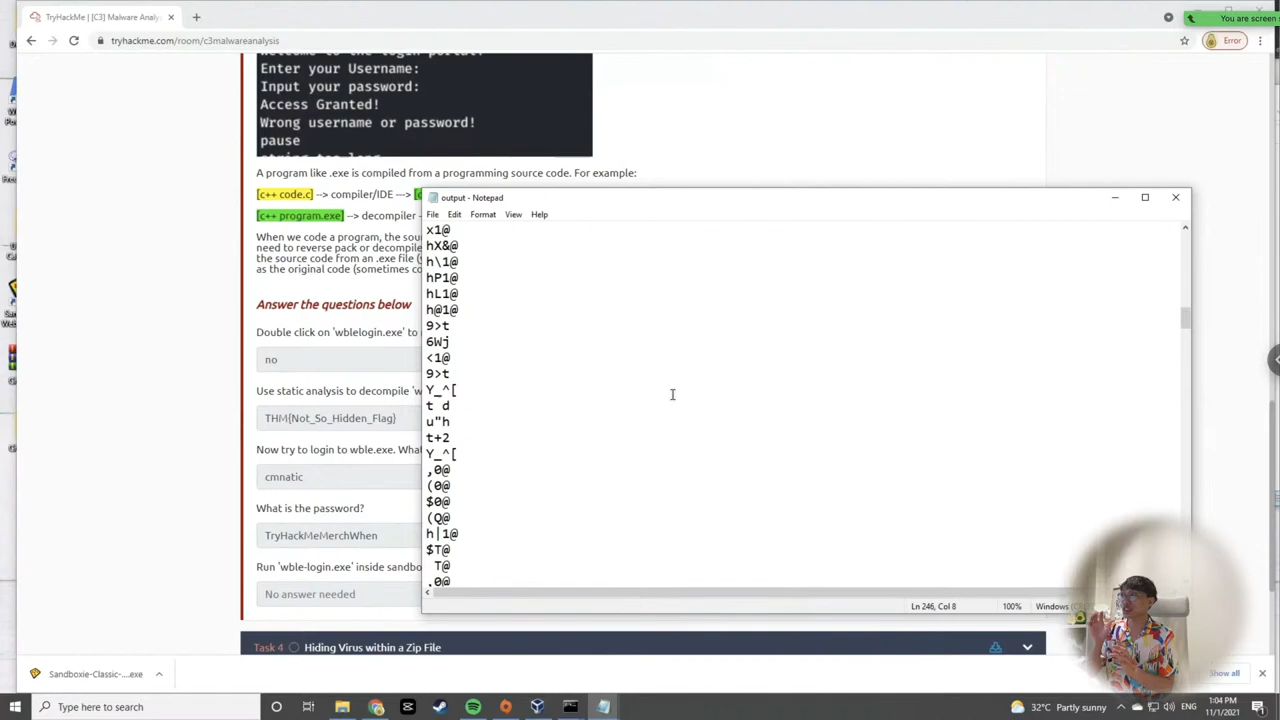 TryHackMe | [C3] Malware Analy
You are screen s
tryhackme.com/room/c3malwareanalysis
Error
Enter your Username:
Input your password:
Access Granted!
Wrong username or password!
pause
A program like .exe is compiled from a programming source code. For example:
[c++ code.c] --> compiler/IDE --->
[c++ program.exe] --> decompiler
When we code a program, the sou
need to reverse pack or decompile
the source code from an .exe file
as the original code (sometimes co
Answer the questions below
Double click on 'wblelogin.exe' to
no
Use static analysis to decompile 'w
THM{Not_So_Hidden_Flag}
Now try to login to wble.exe. Wha
cmnatic
What is the password?
TryHackMeMerchWhen
Run 'wble-login.exe' inside sandbo
No answer needed
output - Notepad
File Edit Format View Help
x1@
hX&@
h\1@
hP1@
hL1@
h@1@
9>t
6Wj
<1@
9>t
Y_^[
t d
u"h
t+2
Y_^[
,0@
(0@
$0@
(Q@
h|1@
$T@
T@
,0@
Ln 246, Col 8
100%
Windows (C
Task 4
Hiding Virus within a Zip File
Sandboxie-Classic-....exe
Show all
Type here to search
32°C Partly sunny
1:04 PM
11/1/2021